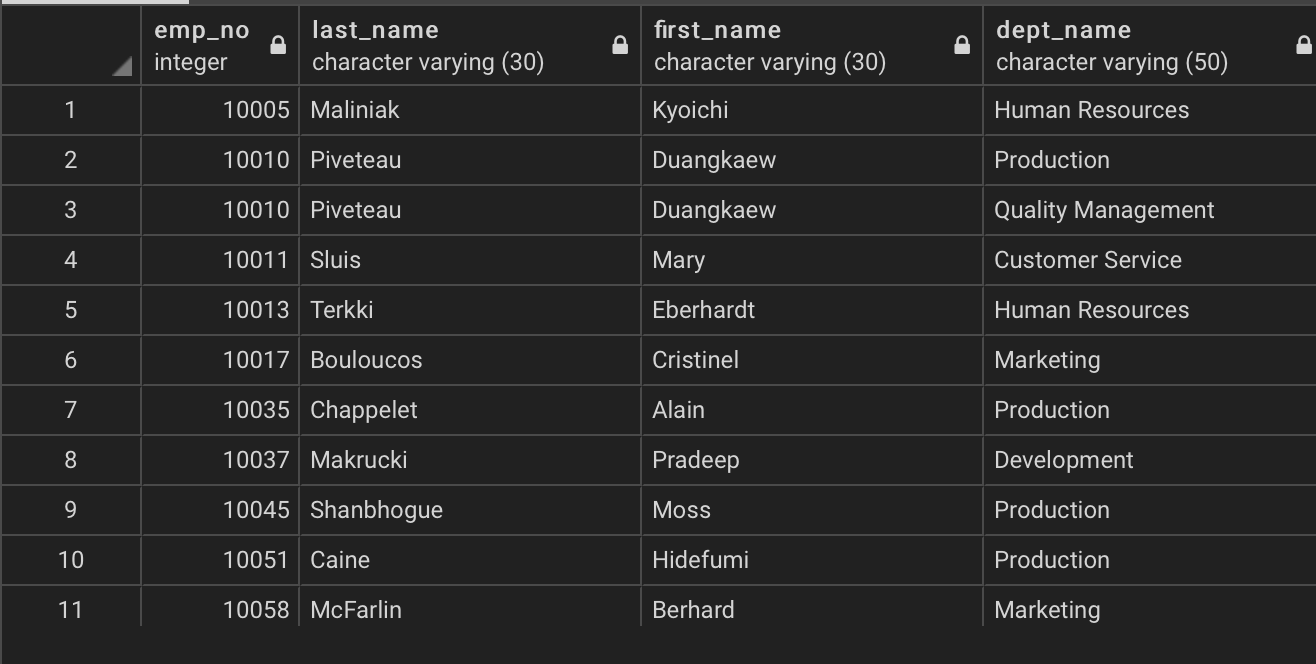 emp_no last_name first_name dept_name
integer character varying (30) character varying (30) character varying (50)
1 10005 Maliniak Kyoichi Human Resources
2 10010 Piveteau Duangkaew Production
3 10010 Piveteau Duangkaew Quality Management
4 10011 Sluis Mary Customer Service
5 10013 Terkki Eberhardt Human Resources
6 10017 Bouloucos Cristinel Marketing
7 10035 Chappelet Alain Production
8 10037 Makrucki Pradeep Development
9 10045 Shanbhogue Moss Production
10 10051 Caine Hidefumi Production
11 10058 McFarlin Berhard Marketing